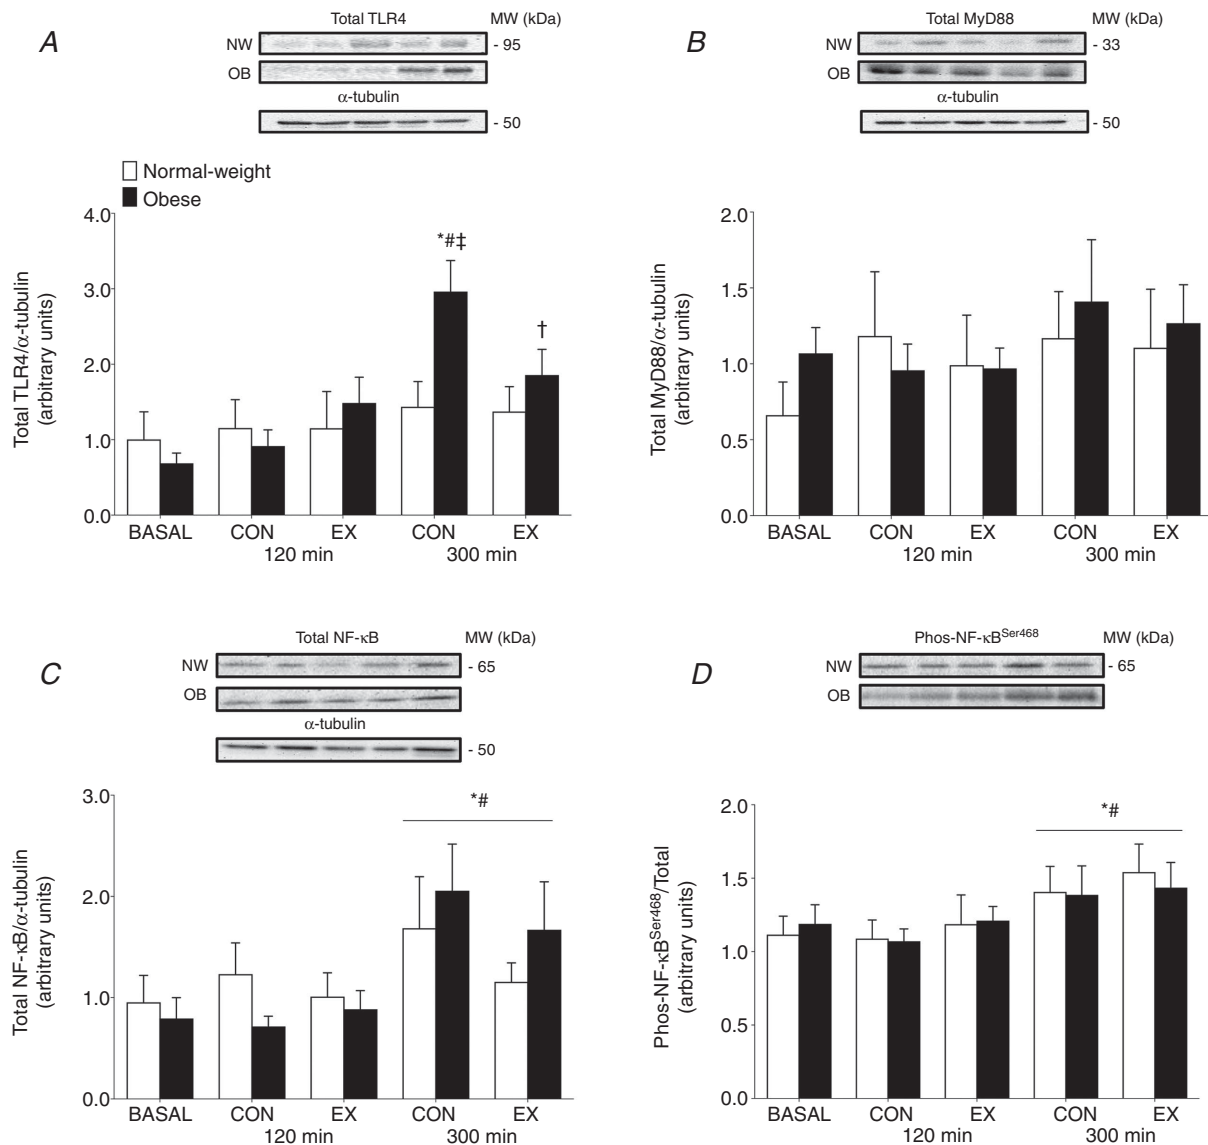 A
Total TLR4 MW (kDa)
NW - 95
OB
α-tubulin
- 50
Normal-weight
Obese
Total TLR4/α-tubulin
(arbitrary units)
4.0
3.0
2.0
1.0
0.0
*#‡
†
BASAL CON EX CON EX
120 min 300 min
B
Total MyD88 MW (kDa)
NW - 33
OB
α-tubulin
- 50
Total MyD88/α-tubulin
(arbitrary units)
2.0
1.5
1.0
0.5
0.0
BASAL CON EX CON EX
120 min 300 min
C
Total NF-κB MW (kDa)
NW - 65
OB
α-tubulin
- 50
Total NF-κB/α-tubulin
(arbitrary units)
3.0
2.0
1.0
0.0
*#
BASAL CON EX CON EX
120 min 300 min
D
Phos-NF-κB^Ser468 MW (kDa)
NW - 65
OB
Phos-NF-κB^Ser468/Total
(arbitrary units)
2.0
1.5
1.0
0.5
0.0
*#
BASAL CON EX CON EX
120 min 300 min